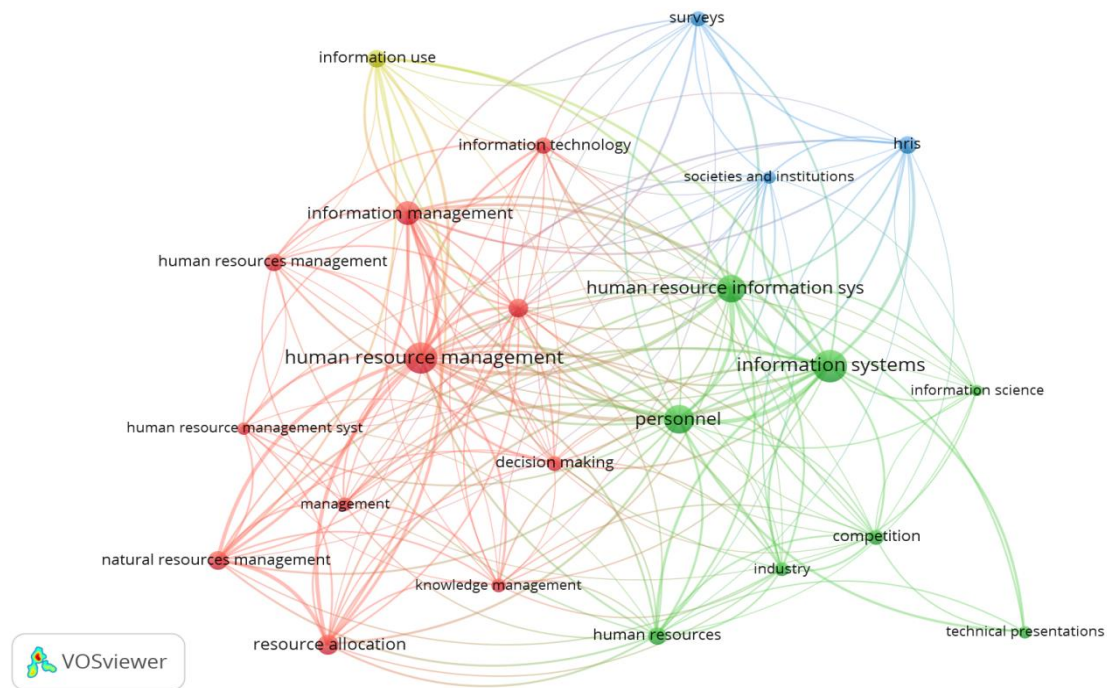 surveys
information use
information technology
hris
societies and institutions
information management
human resources management
human resource information sys
human resource management
information systems
information science
personnel
human resource management syst
decision making
management
competition
natural resources management
industry
knowledge management
human resources
technical presentations
resource allocation
VOSviewer